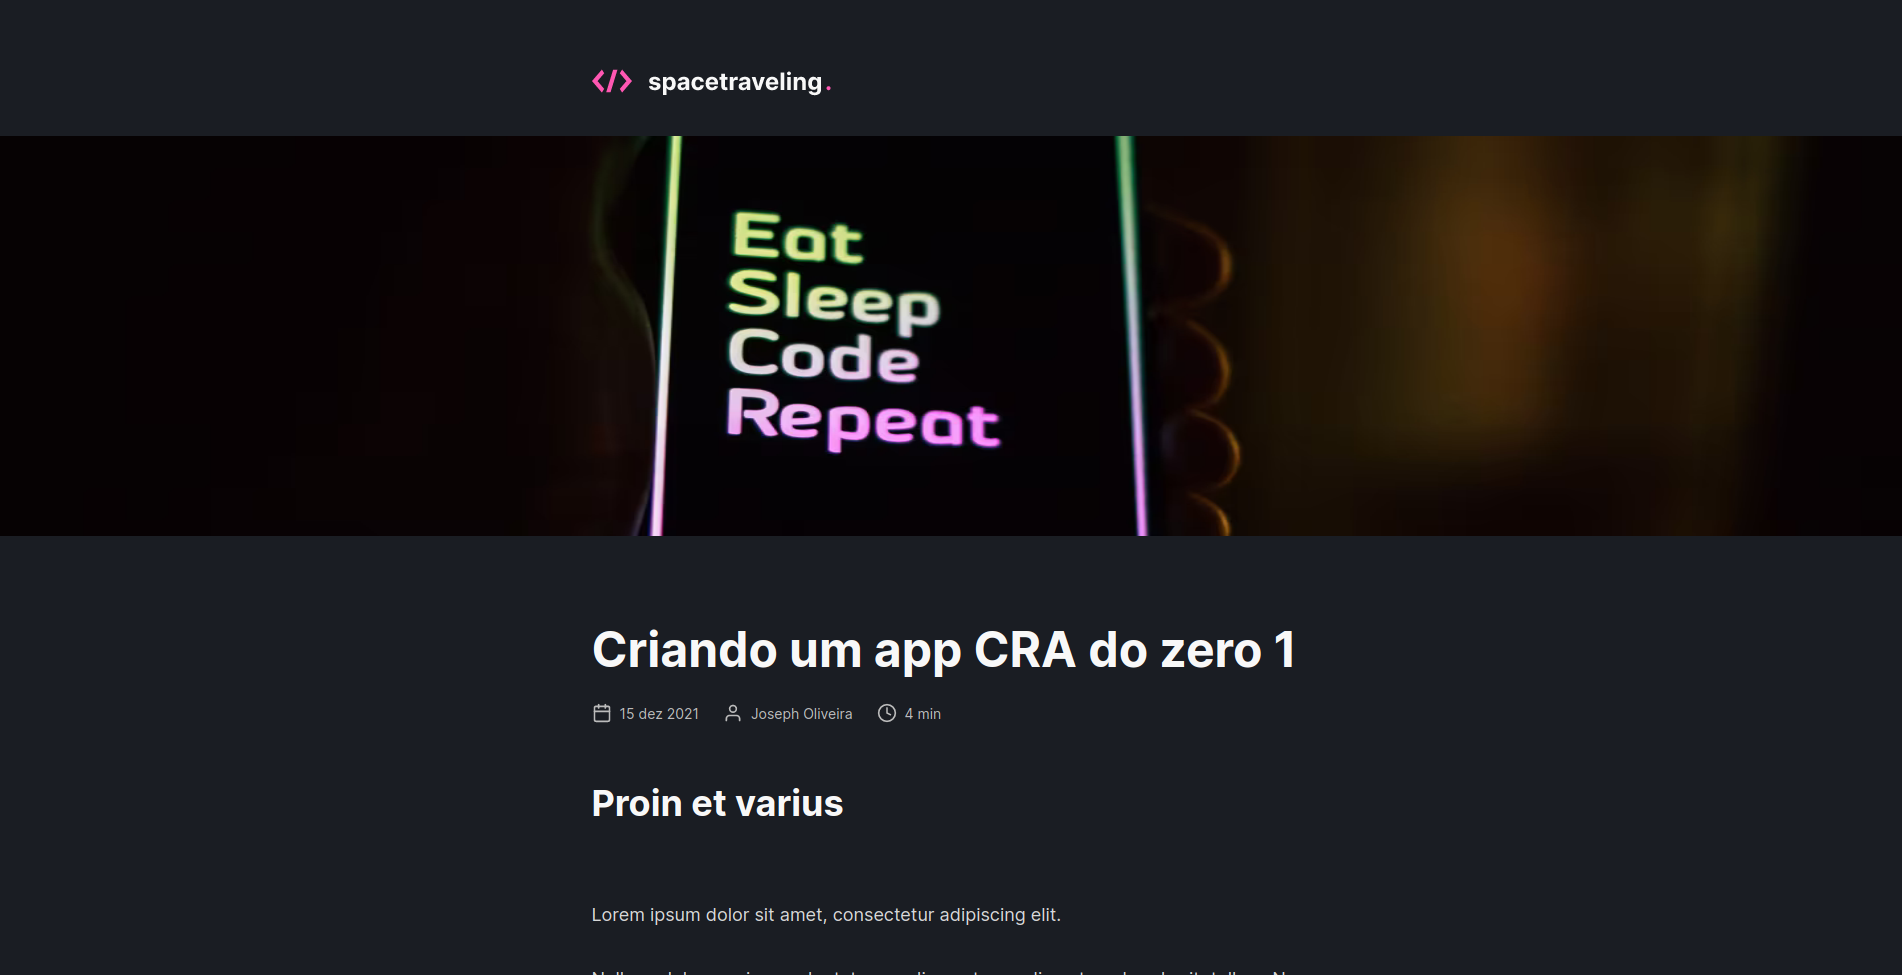 spacetraveling.
Eat
Sleep
Code
Repeat
Criando um app CRA do zero 1
15 dez 2021 Joseph Oliveira 4 min
Proin et varius
Lorem ipsum dolor sit amet, consectetur adipiscing elit.